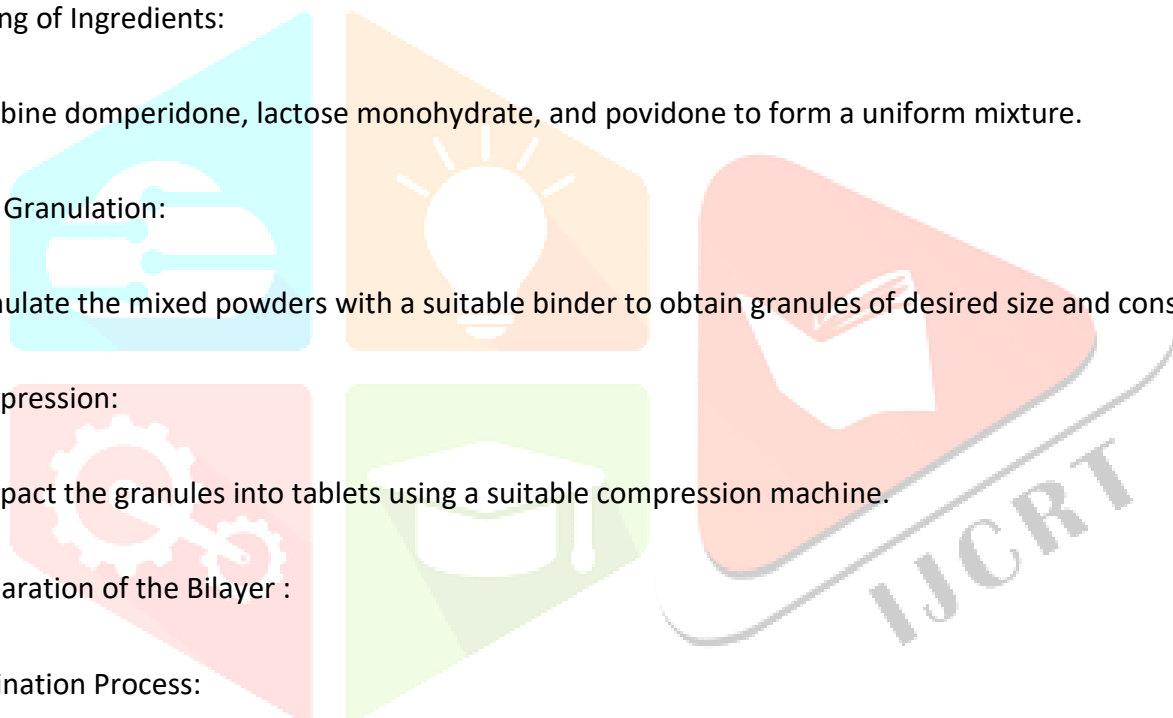 ng of Ingredients:
bine domperidone, lactose monohydrate, and povidone to form a uniform mixture.
Granulation:
ulate the mixed powders with a suitable binder to obtain granules of desired size and cons
pression:
pact the granules into tablets using a suitable compression machine.
aration of the Bilayer :
ination Process:
IJCRT